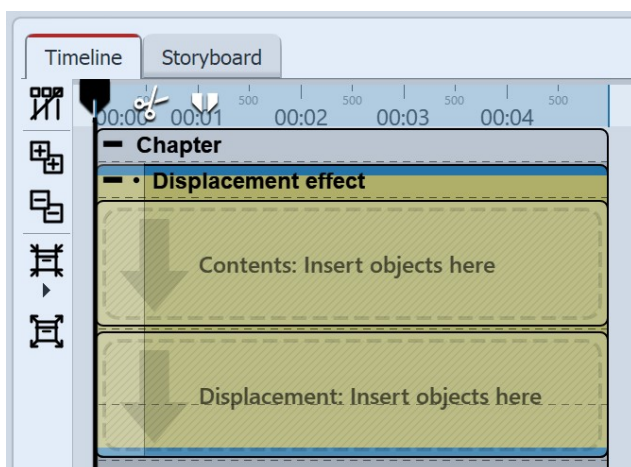 Timeline Storyboard
500 500 500 500
00:00 00:01 00:02 00:03 00:04
Chapter
Displacement effect
Contents: Insert objects here
Displacement: Insert objects here